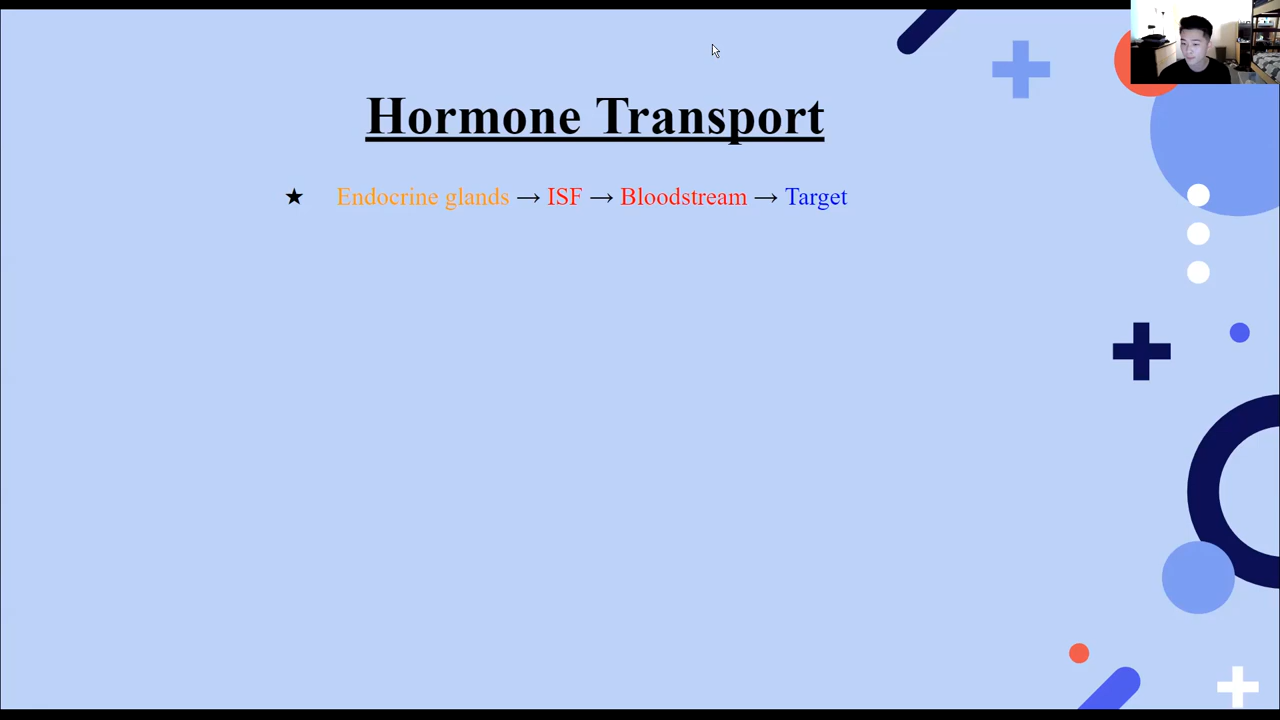 Hormone Transport
★ Endocrine glands → ISF → Bloodstream → Target